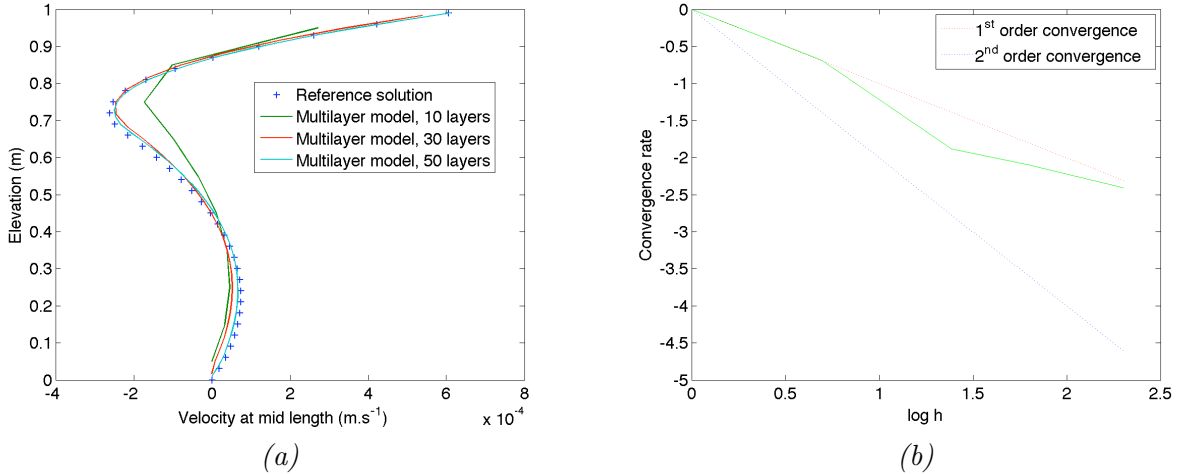 1
0.9
0.8
0.7
0.6
0.5
0.4
0.3
0.2
0.1
0
Elevation (m)
Reference solution
Multilayer model, 10 layers
Multilayer model, 30 layers
Multilayer model, 50 layers
-4 -2 0 2 4 6 8
Velocity at mid length (m.s⁻¹)
x 10⁻⁴
(a)
0
-0.5
-1
-1.5
-2
-2.5
-3
-3.5
-4
-4.5
-5
Convergence rate
1ˢᵗ order convergence
2ⁿᵈ order convergence
0 0.5 1 1.5 2 2.5
log h
(b)